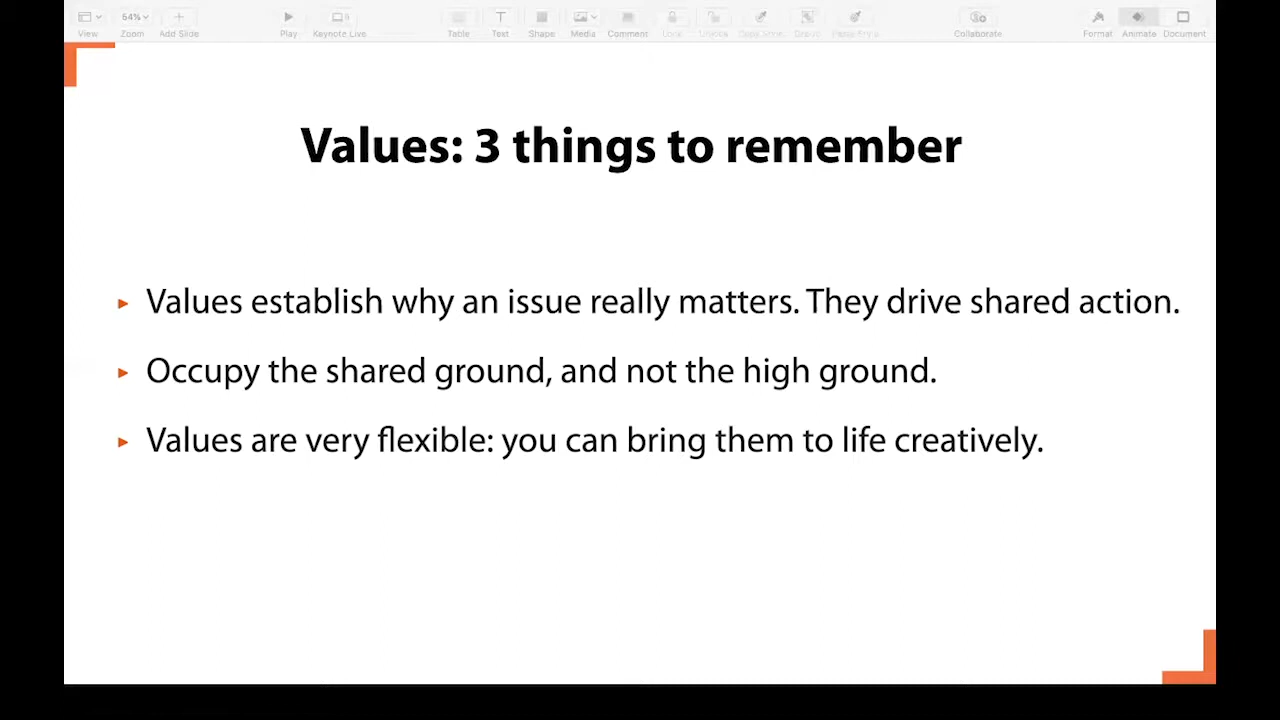 54%
View Zoom Add Slide Play Keynote Live Table Text Shape Media Comment Lock Unlock Collaborate Format Animate Document
Values: 3 things to remember
▸ Values establish why an issue really matters. They drive shared action.
▸ Occupy the shared ground, and not the high ground.
▸ Values are very flexible: you can bring them to life creatively.